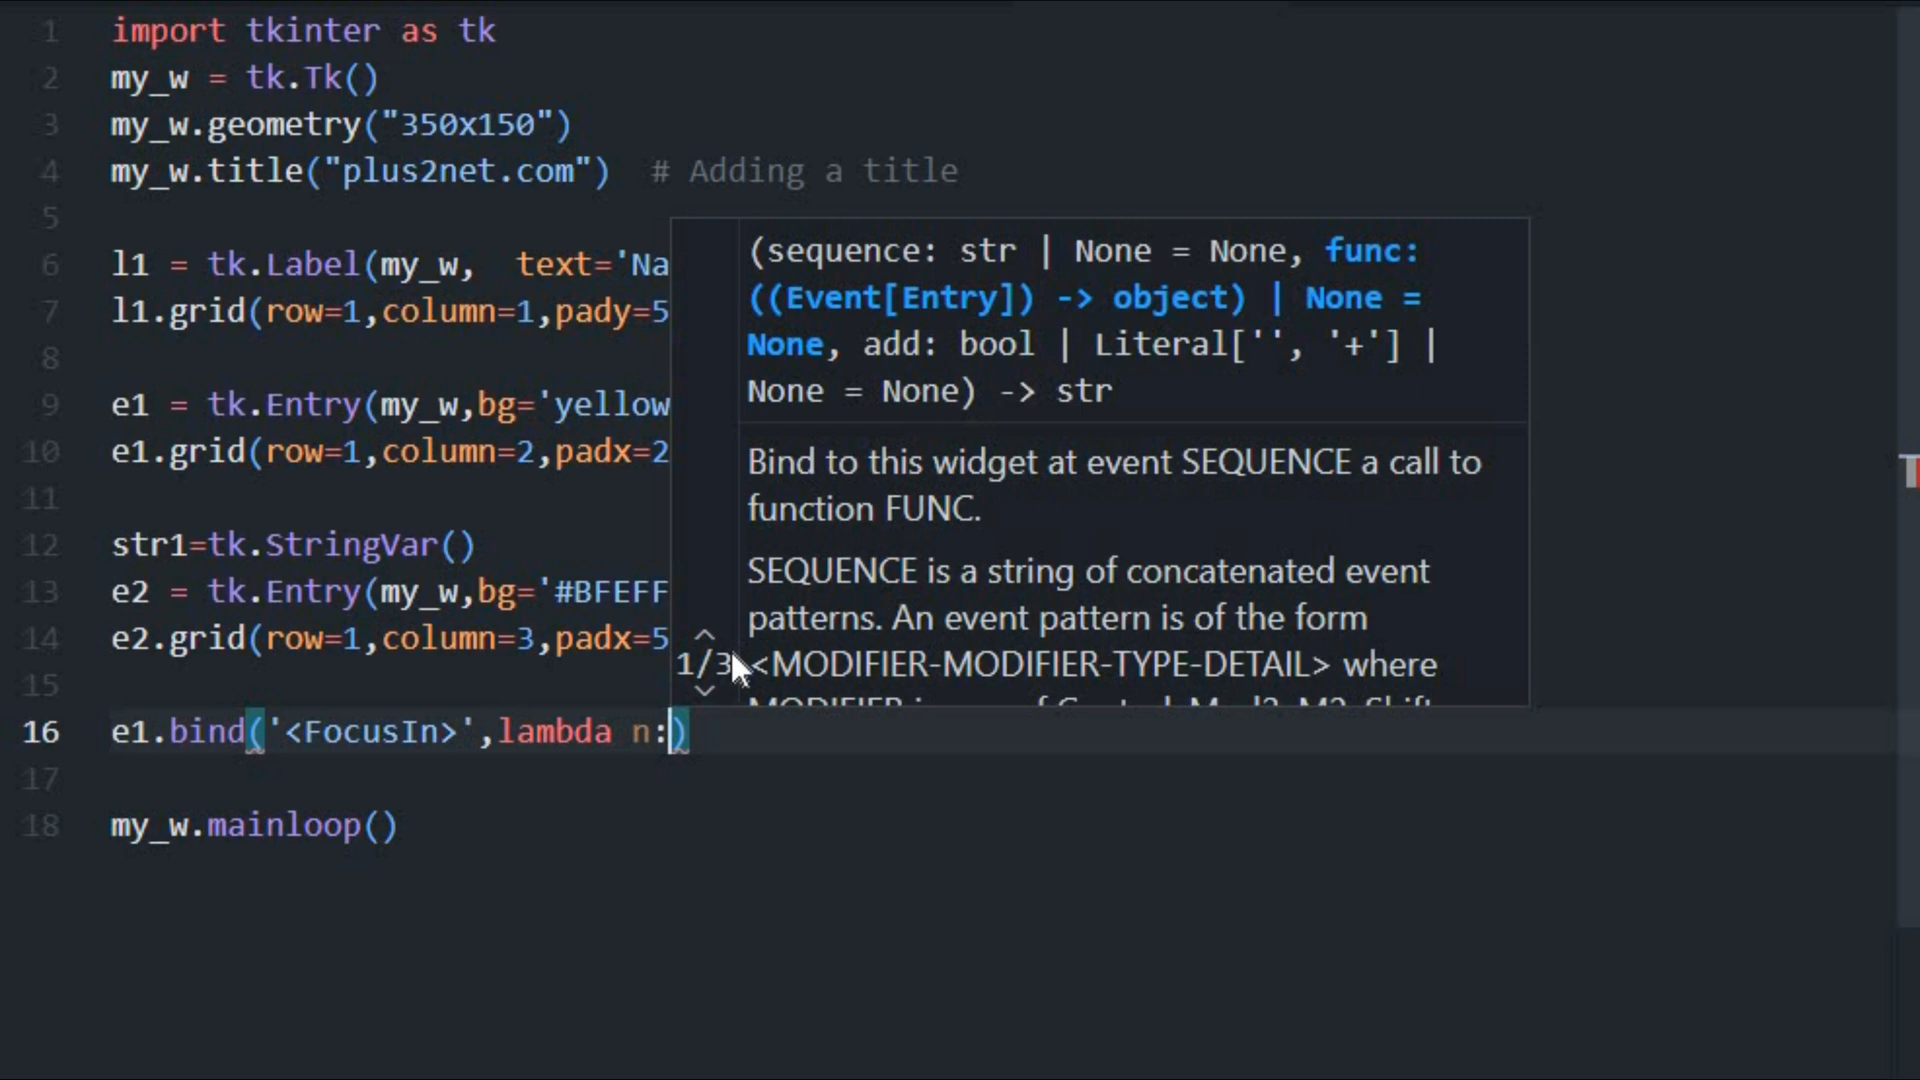 1 import tkinter as tk
2 my_w = tk.Tk()
3 my_w.geometry("350x150")
4 my_w.title("plus2net.com")  # Adding a title
5
6 l1 = tk.Label(my_w,  text='Na
7 l1.grid(row=1,column=1,pady=5
8
9 e1 = tk.Entry(my_w,bg='yellow
10 e1.grid(row=1,column=2,padx=2
11
12 str1=tk.StringVar()
13 e2 = tk.Entry(my_w,bg='#BFEFF
14 e2.grid(row=1,column=3,padx=5
15
16 e1.bind('<FocusIn>',lambda n:)
17
18 my_w.mainloop()
(sequence: str | None = None, func:
((Event[Entry]) -> object) | None =
None, add: bool | Literal['', '+'] |
None = None) -> str
Bind to this widget at event SEQUENCE a call to
function FUNC.
SEQUENCE is a string of concatenated event
patterns. An event pattern is of the form
1/3
<MODIFIER-MODIFIER-TYPE-DETAIL> where